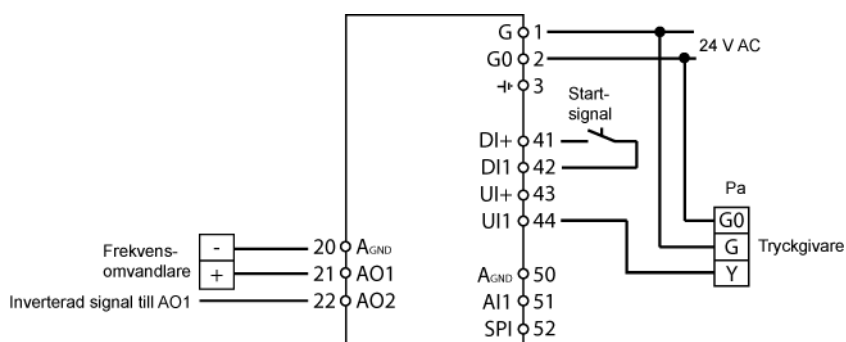 G 1
24 V AC
G0 2
3
Start-
signal
DI+ 41
DI1 42
UI+ 43
UI1 44
Pa
G0
G
Y
Tryckgivare
Frekvens-
omvandlare
-
+
20 AGND
21 AO1
Inverterad signal till AO1 22 AO2
AGND 50
AI1 51
SPI 52